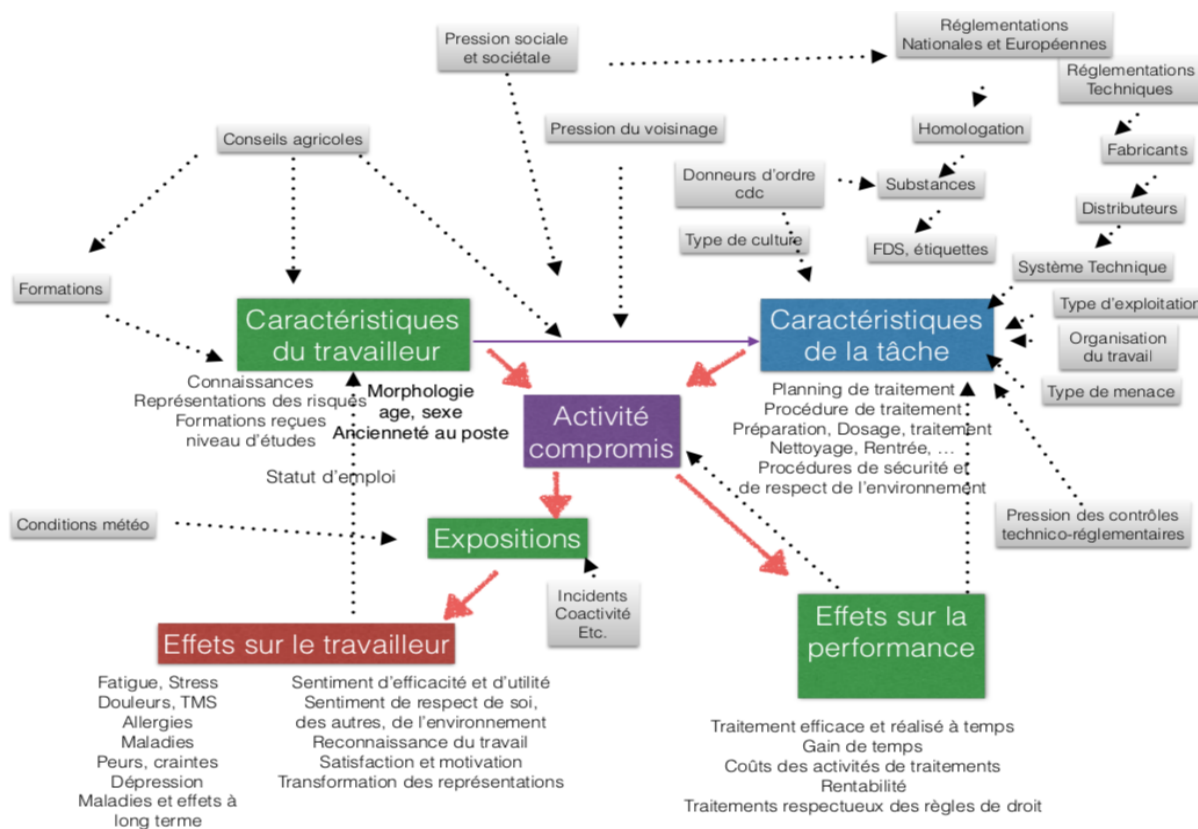 Pression sociale
et sociétale
Réglementations
Nationales et Européennes
Réglementations
Techniques
Conseils agricoles
Pression du voisinage
Homologation
Fabricants
Donneurs d'ordre
cdc
Substances
Distributeurs
Type de culture
FDS, étiquettes
Système Technique
Formations
Type d'exploitation
Caractéristiques
du travailleur
Caractéristiques
de la tâche
Organisation
du travail
Type de menace
Connaissances
Représentations des risques
Formations reçues
niveau d'études
Morphologie
age, sexe
Ancienneté au poste
Statut d'emploi
Activité
compromis
Planning de traitement
Procédure de traitement
Préparation, Dosage, traitement
Nettoyage, Rentrée, ...
Procédures de sécurité et
de respect de l'environnement
Conditions météo
Expositions
Pression des contrôles
technico-réglementaires
Incidents
Coactivité
Etc.
Effets sur le travailleur
Effets sur la
performance
Fatigue, Stress
Douleurs, TMS
Allergies
Maladies
Peurs, craintes
Dépression
Maladies et effets à
long terme
Sentiment d'efficacité et d'utilité
Sentiment de respect de soi,
des autres, de l'environnement
Reconnaissance du travail
Satisfaction et motivation
Transformation des représentations
Traitement efficace et réalisé à temps
Gain de temps
Coûts des activités de traitements
Rentabilité
Traitements respectueux des règles de droit